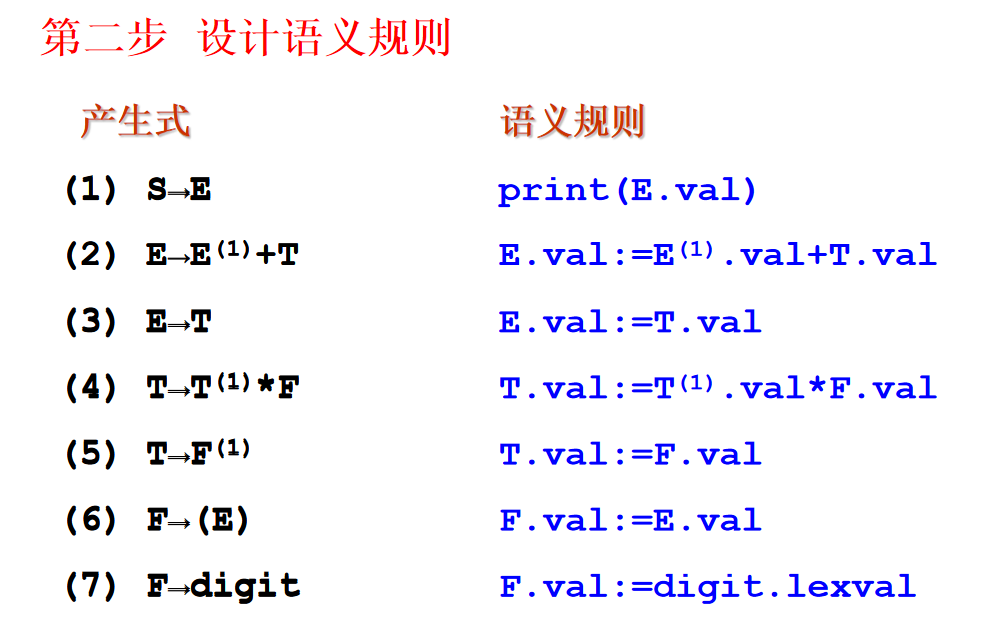 第二步 设计语义规则
产生式 语义规则
(1) S→E print(E.val)
(2) E→E⁽¹⁾+T E.val:=E⁽¹⁾.val+T.val
(3) E→T E.val:=T.val
(4) T→T⁽¹⁾*F T.val:=T⁽¹⁾.val*F.val
(5) T→F⁽¹⁾ T.val:=F.val
(6) F→(E) F.val:=E.val
(7) F→digit F.val:=digit.lexval